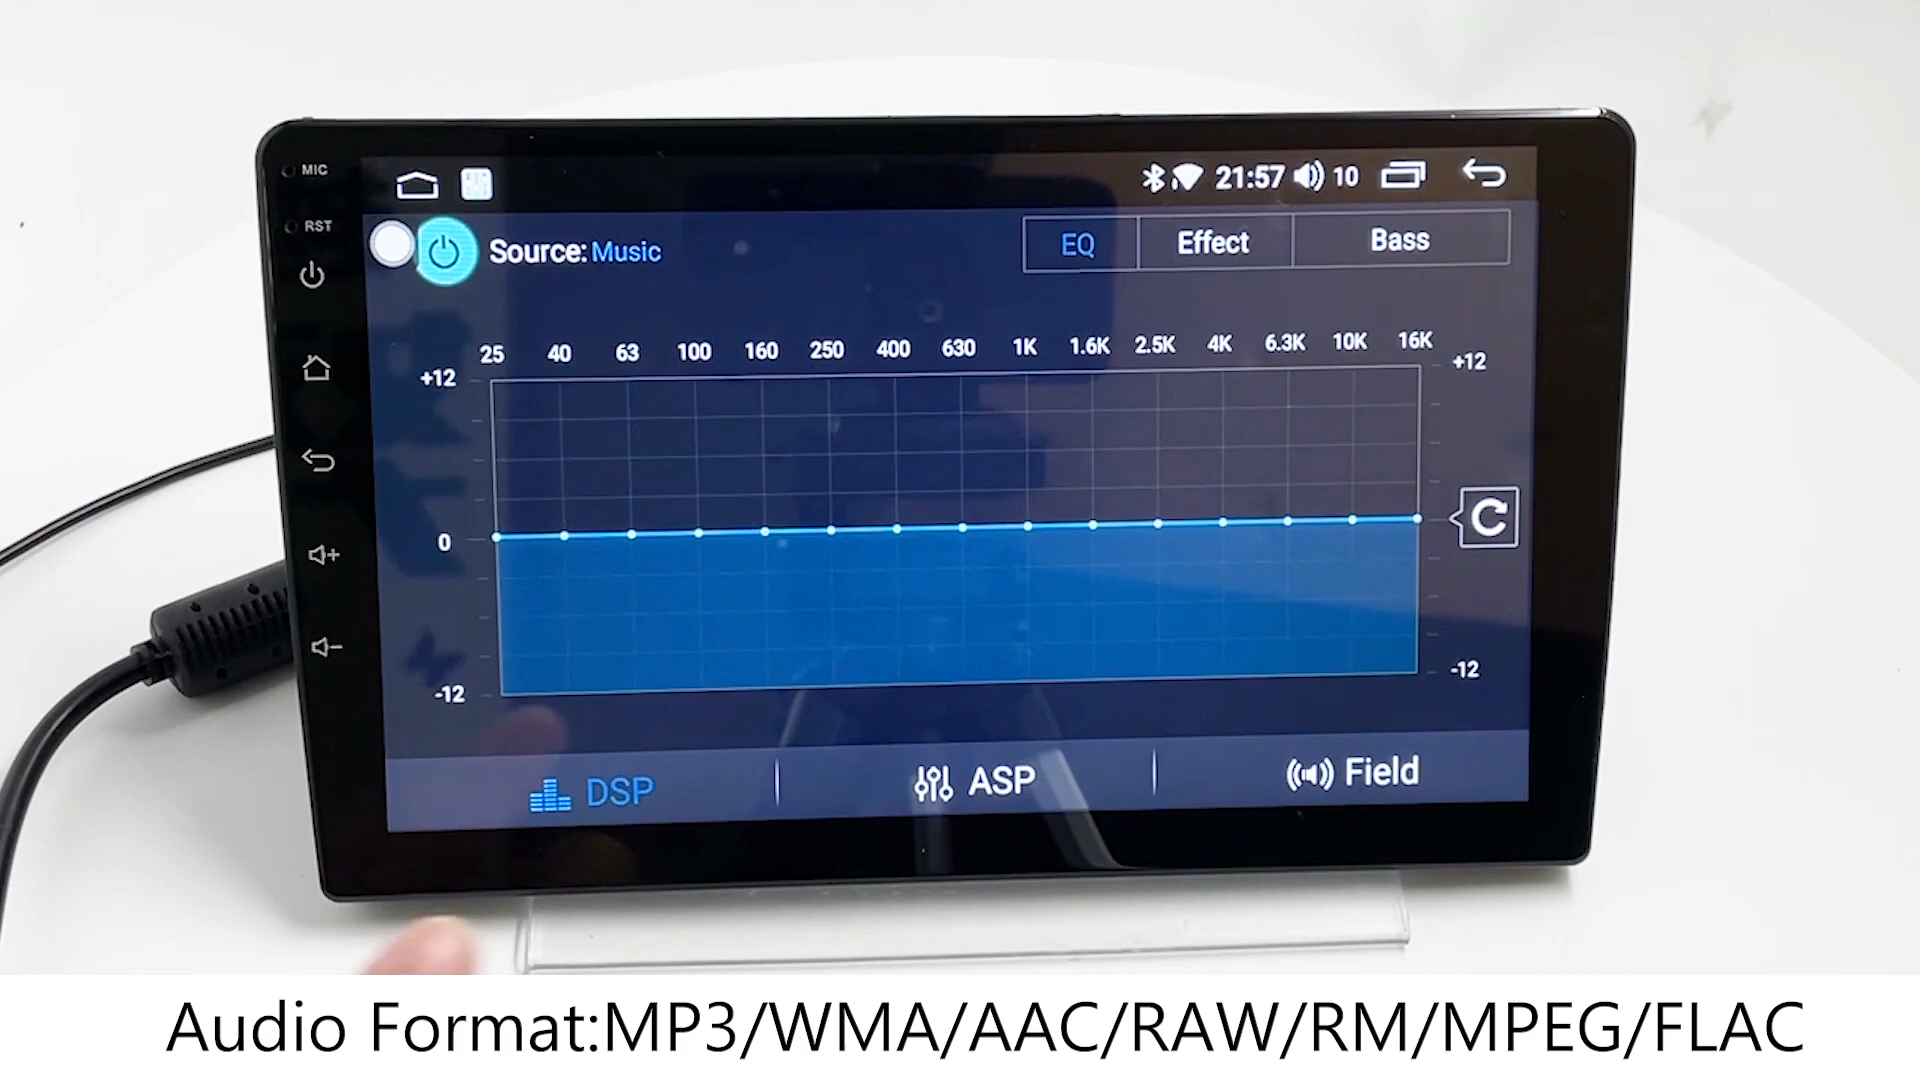 MIC
21:57 10
RST
Source: Music
EQ Effect Bass
25 40 63 100 160 250 400 630 1K 1.6K 2.5K 4K 6.3K 10K 16K
+12 +12
0
-12 -12
DSP ASP Field
Audio Format:MP3/WMA/AAC/RAW/RM/MPEG/FLAC